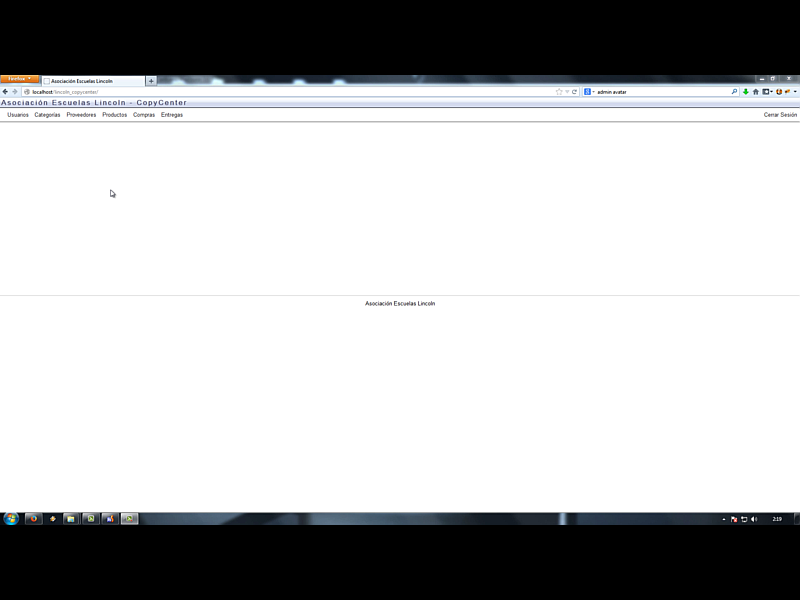 Firefox
Asociación Escuelas Lincoln
localhost/lincoln_copycenter/
admin avatar
Asociación Escuelas Lincoln - CopyCenter
Usuarios Categorías Proveedores Productos Compras Entregas Cerrar Sesión
Asociación Escuelas Lincoln
2:19